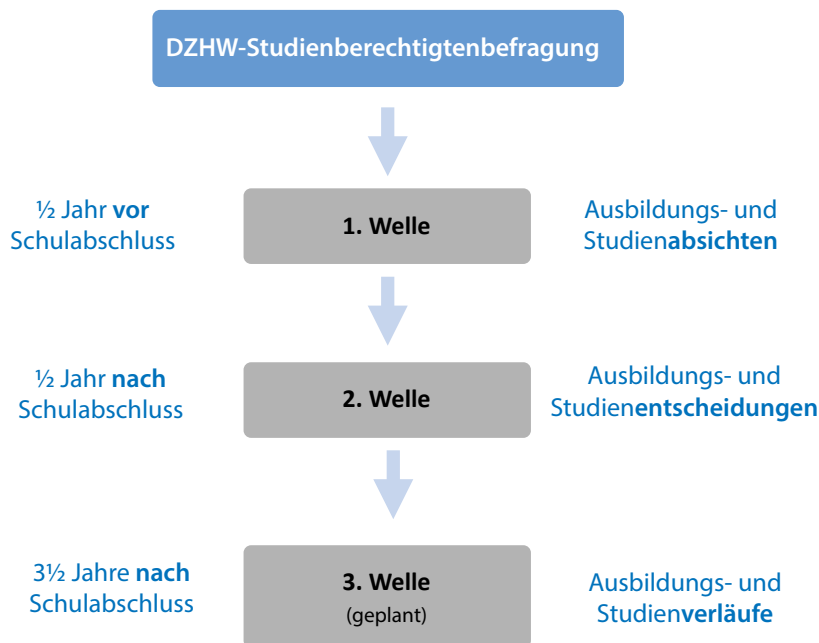 DZHW-Studienberechtigtenbefragung
½ Jahr vor
Schulabschluss
1. Welle
Ausbildungs- und
Studienabsichten
½ Jahr nach
Schulabschluss
2. Welle
Ausbildungs- und
Studienentscheidungen
3½ Jahre nach
Schulabschluss
3. Welle
(geplant)
Ausbildungs- und
Studienverläufe